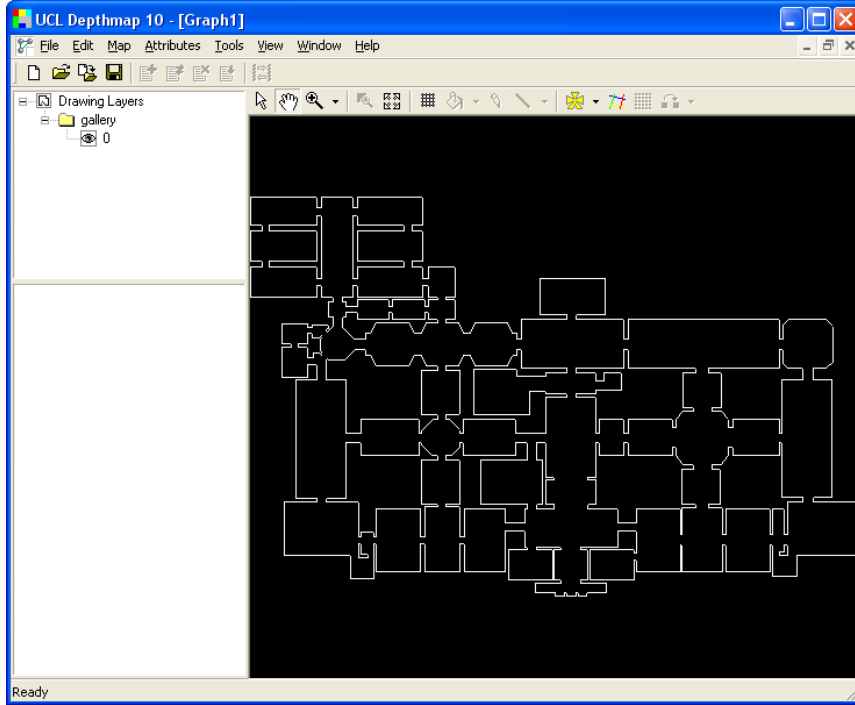 UCL Depthmap 10 - [Graph1]
File Edit Map Attributes Tools View Window Help
Drawing Layers
gallery
0
Ready